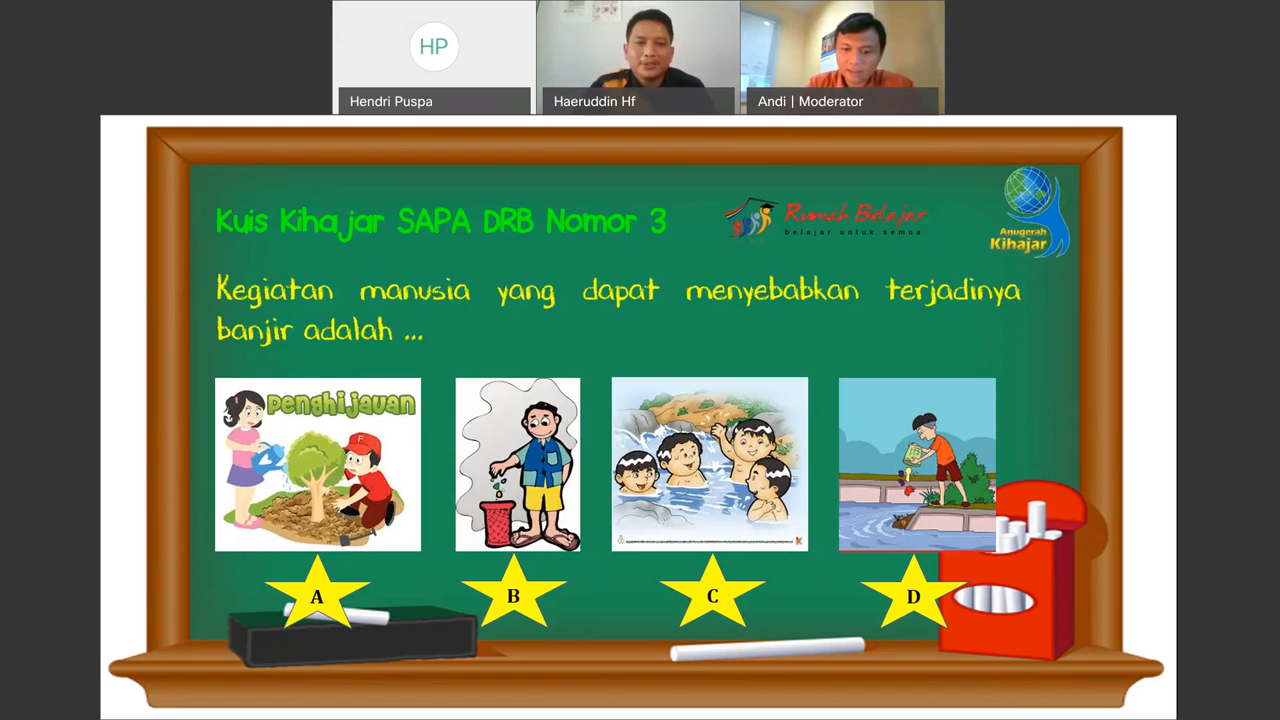 HP
Hendri Puspa
Haeruddin Hf
Andi | Moderator
Kuis Kihajar SAPA DRB Nomor 3
Rumah Belajar
belajar untuk semua
Anugerah
Kihajar
Kegiatan manusia yang dapat menyebabkan terjadinya
banjir adalah ...
Penghijauan
F
A
B
C
D